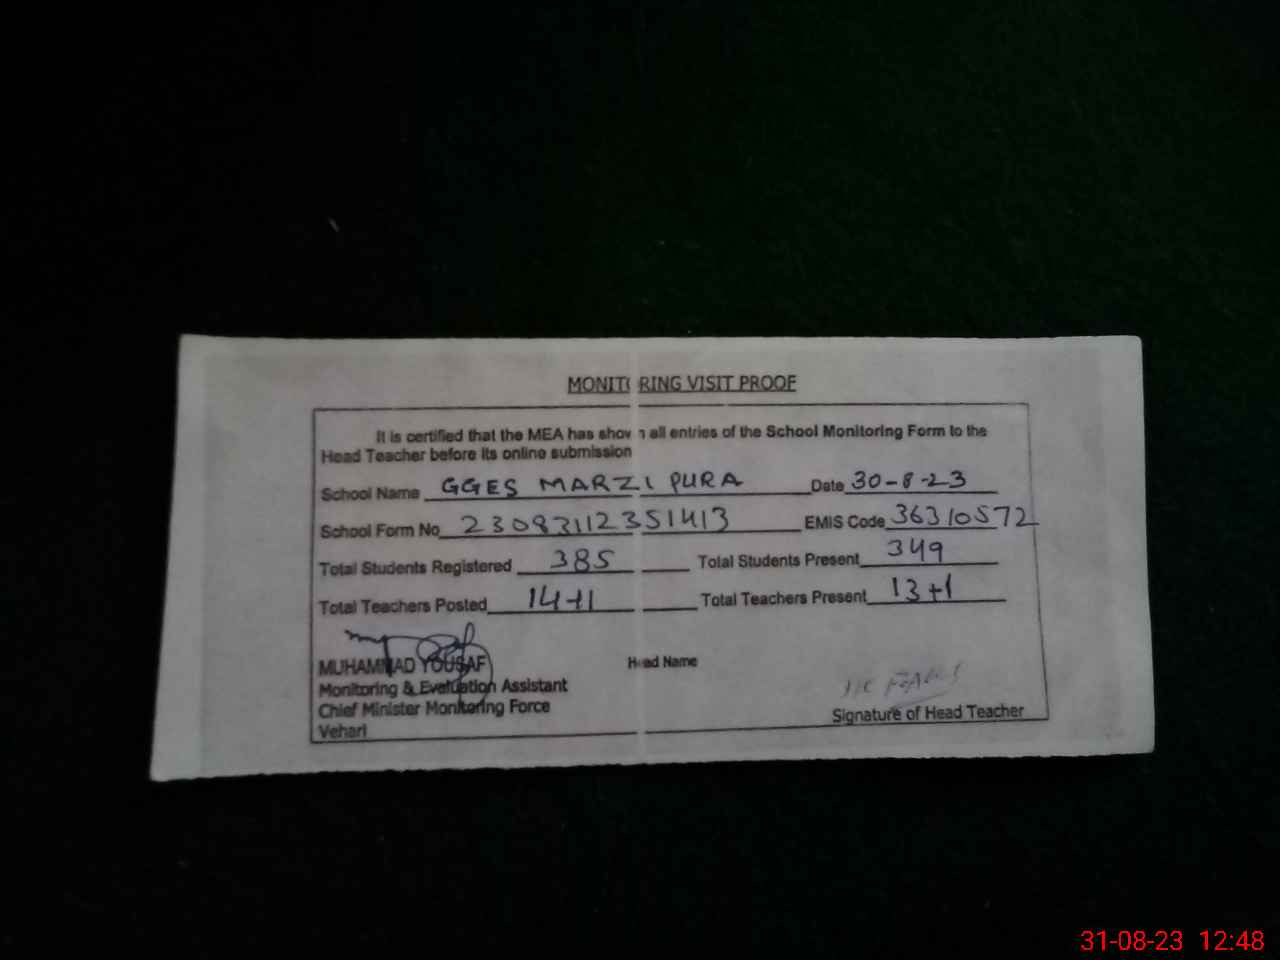 MONITORING VISIT PROOF
It is certified that the MEA has shown all entries of the School Monitoring Form to the
Head Teacher before its online submission
School Name GGES MARZI PURA Date 30-8-23
School Form No 23083112351413 EMIS Code 36310572
Total Students Registered 385 Total Students Present 349
Total Teachers Posted 14+1 Total Teachers Present 13+1
MUHAMMAD YOUSAF Head Name
Monitoring & Evaluation Assistant
Chief Minister Monitoring Force
Signature of Head Teacher
Vehari
31-08-23 12:48